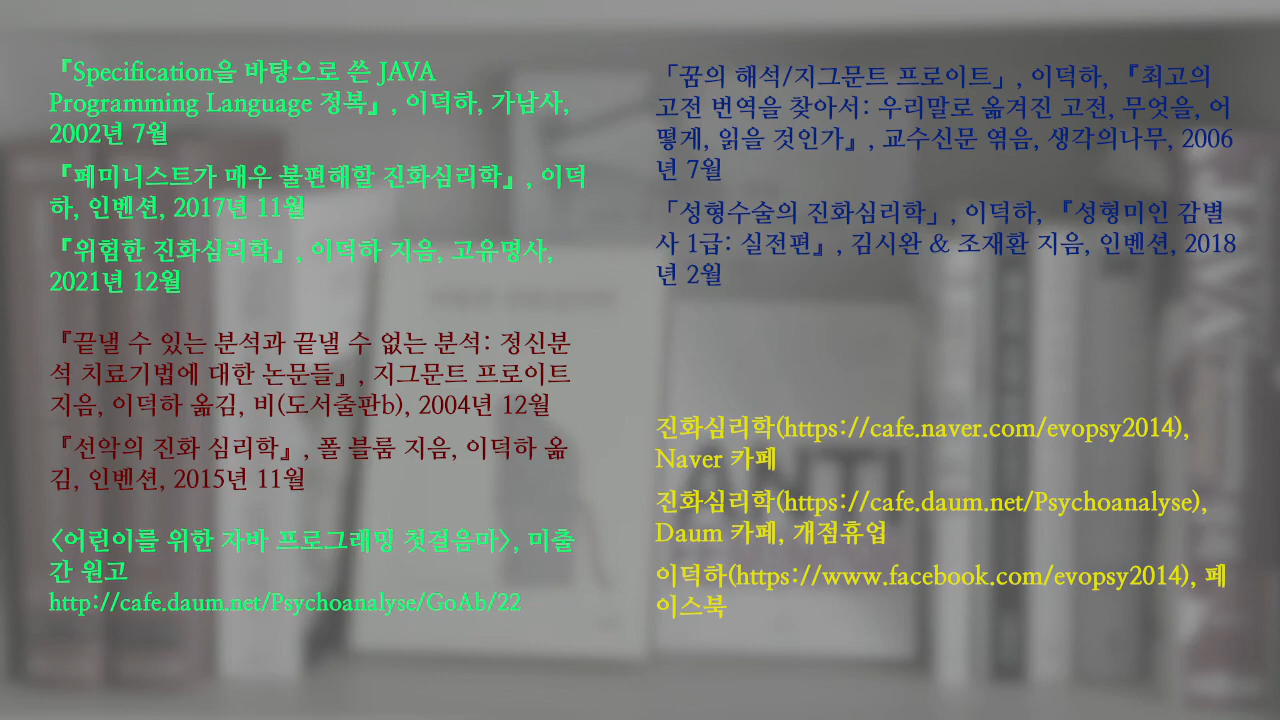 『Specification을 바탕으로 쓴 JAVA
Programming Language 정복』, 이덕하, 가남사,
2002년 7월
『페미니스트가 매우 불편해할 진화심리학』, 이덕
하, 인벤션, 2017년 11월
『위험한 진화심리학』, 이덕하 지음, 고유명사,
2021년 12월
『끝낼 수 있는 분석과 끝낼 수 없는 분석: 정신분
석 치료기법에 대한 논문들』, 지그문트 프로이트
지음, 이덕하 옮김, 비(도서출판b), 2004년 12월
『선악의 진화 심리학』, 폴 블룸 지음, 이덕하 옮
김, 인벤션, 2015년 11월
〈어린이를 위한 자바 프로그래밍 첫걸음마〉, 미출
간 원고
http://cafe.daum.net/Psychoanalyse/GoAb/22
「꿈의 해석/지그문트 프로이트」, 이덕하, 『최고의
고전 번역을 찾아서: 우리말로 옮겨진 고전, 무엇을, 어
떻게, 읽을 것인가』, 교수신문 엮음, 생각의나무, 2006
년 7월
「성형수술의 진화심리학」, 이덕하, 『성형미인 감별
사 1급: 실전편』, 김시완 & 조재환 지음, 인벤션, 2018
년 2월
진화심리학(https://cafe.naver.com/evopsy2014),
Naver 카페
진화심리학(https://cafe.daum.net/Psychoanalyse),
Daum 카페, 개점휴업
이덕하(https://www.facebook.com/evopsy2014), 페
이스북